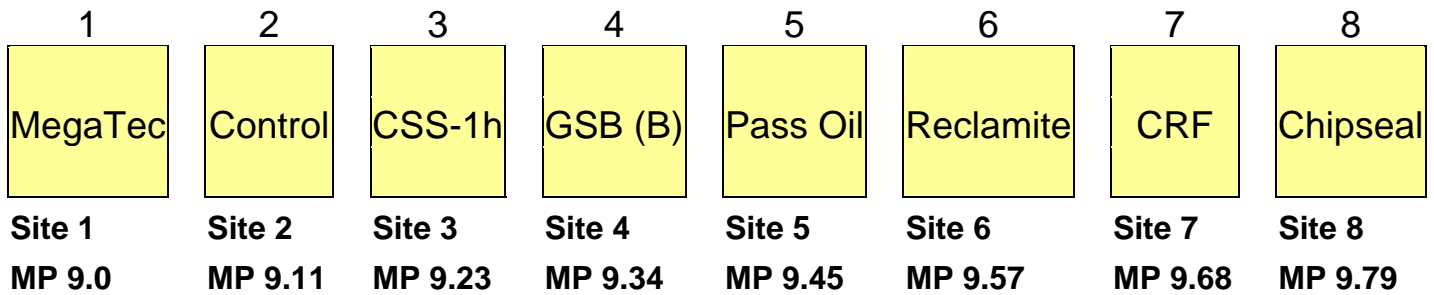 1 2 3 4 5 6 7 8
MegaTec Control CSS-1h GSB (B) Pass Oil Reclamite CRF Chipseal
Site 1 Site 2 Site 3 Site 4 Site 5 Site 6 Site 7 Site 8
MP 9.0 MP 9.11 MP 9.23 MP 9.34 MP 9.45 MP 9.57 MP 9.68 MP 9.79